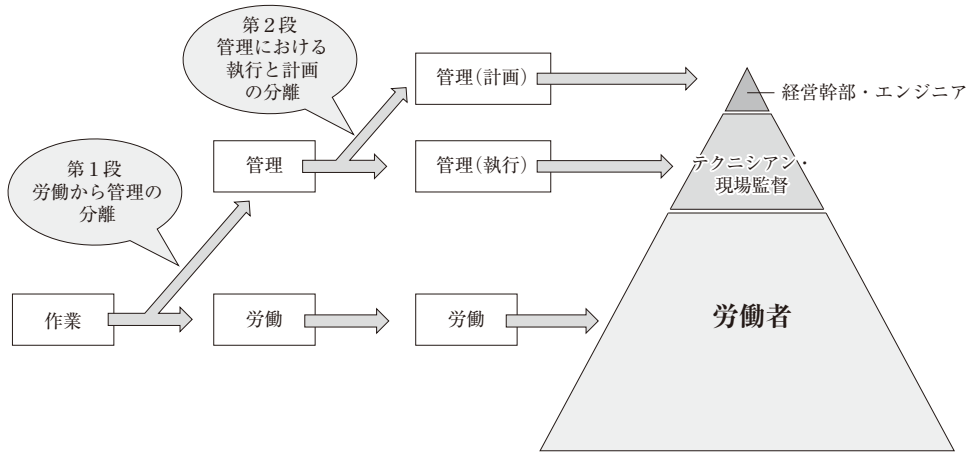 第2段
管理における
執行と計画
の分離
管理(計画)
経営幹部・エンジニア
第1段
労働から管理の
分離
管理
管理(執行)
テクニシアン・
現場監督
作業
労働
労働
労働者